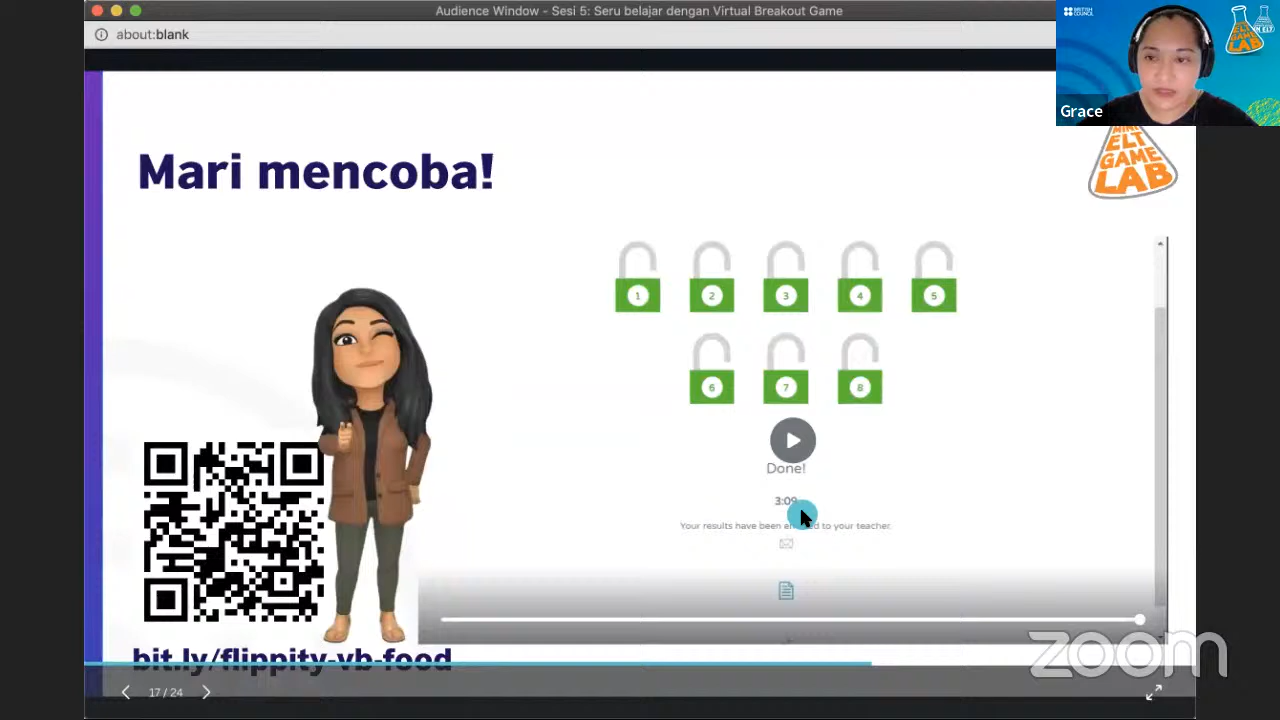 Audience Window - Sesi 5: Seru belajar dengan Virtual Breakout Game
about:blank
BRITISH COUNCIL
Grace
ELT
GAME
LAB
Mari mencoba!
1 2 3 4 5
6 7 8
Done!
3:09
Your results have been to your teacher.
bit.ly/flippity-vb-food
17 / 24
zoom